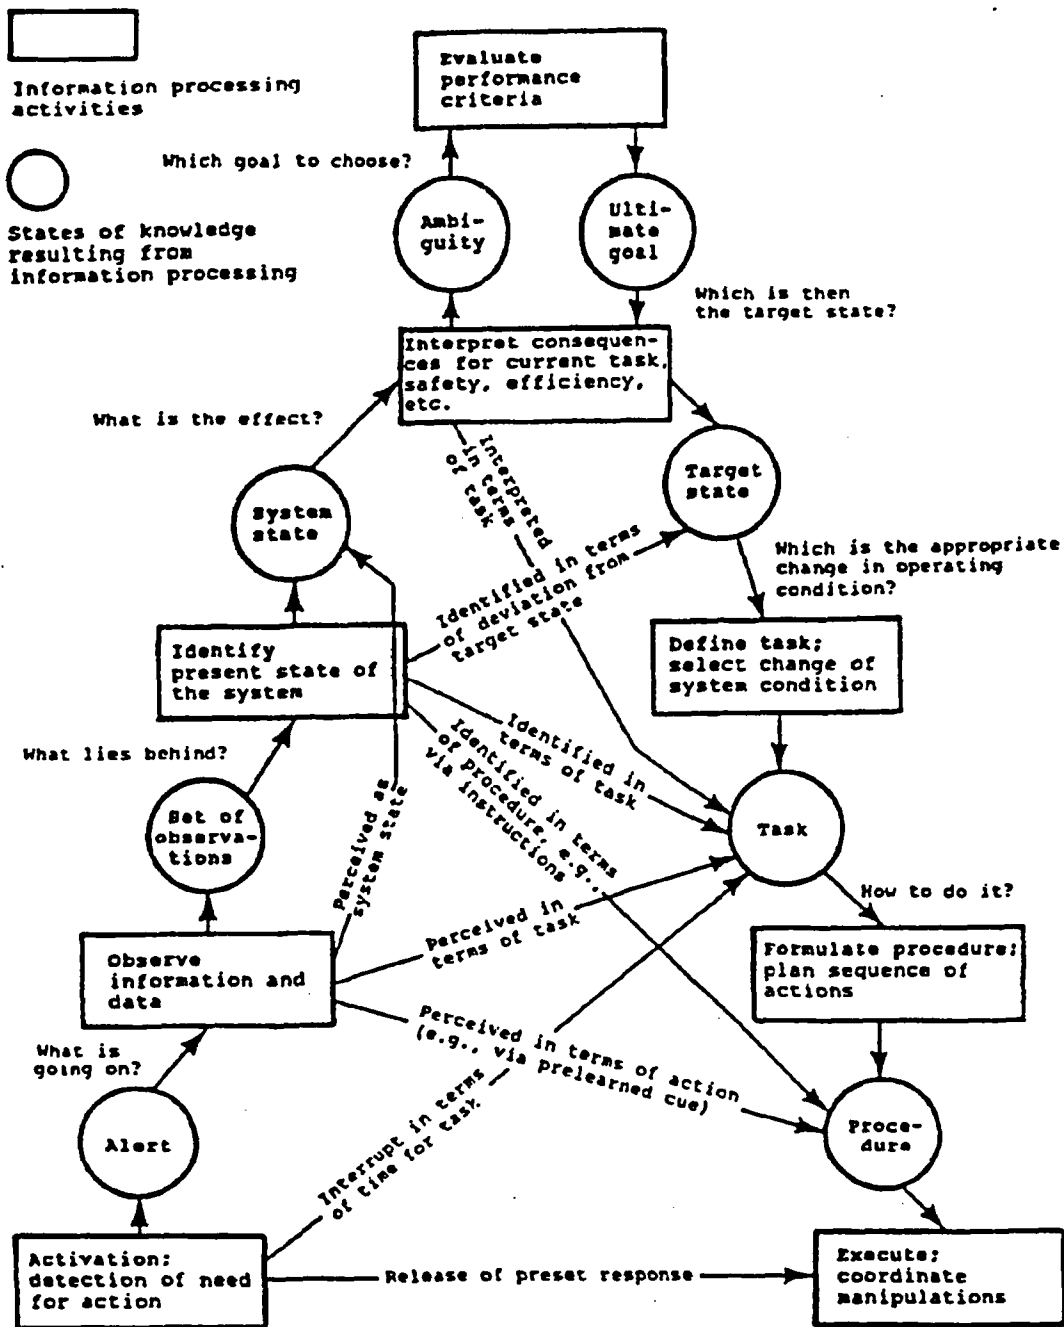 Information processing
activities
States of knowledge
resulting from
information processing
Evaluate
performance
criteria
Which goal to choose?
Ambi-
guity
Ulti-
mate
goal
Which is then
the target state?
Interpret consequen-
ces for current task,
safety, efficiency,
etc.
What is the effect?
Interpreted
in terms
of task
System
state
Target
state
Identified in terms
of deviation from
target state
Which is the appropriate
change in operating
condition?
Identify
present state of
the system
Define task;
select change of
system condition
What lies behind?
Identified in
terms of task
Identified in terms
of procedure, e.g.,
via instructions
Set of
observa-
tions
Perceived as
system state
Task
How to do it?
Perceived in
terms of task
Observe
information and
data
Formulate procedure;
plan sequence of
actions
What is
going on?
Perceived in terms of action
(e.g., via prelearned cue)
Alert
Interrupt in terms
of time for task
Proce-
dure
Activation;
detection of need
for action
Release of preset response
Execute;
coordinate
manipulations